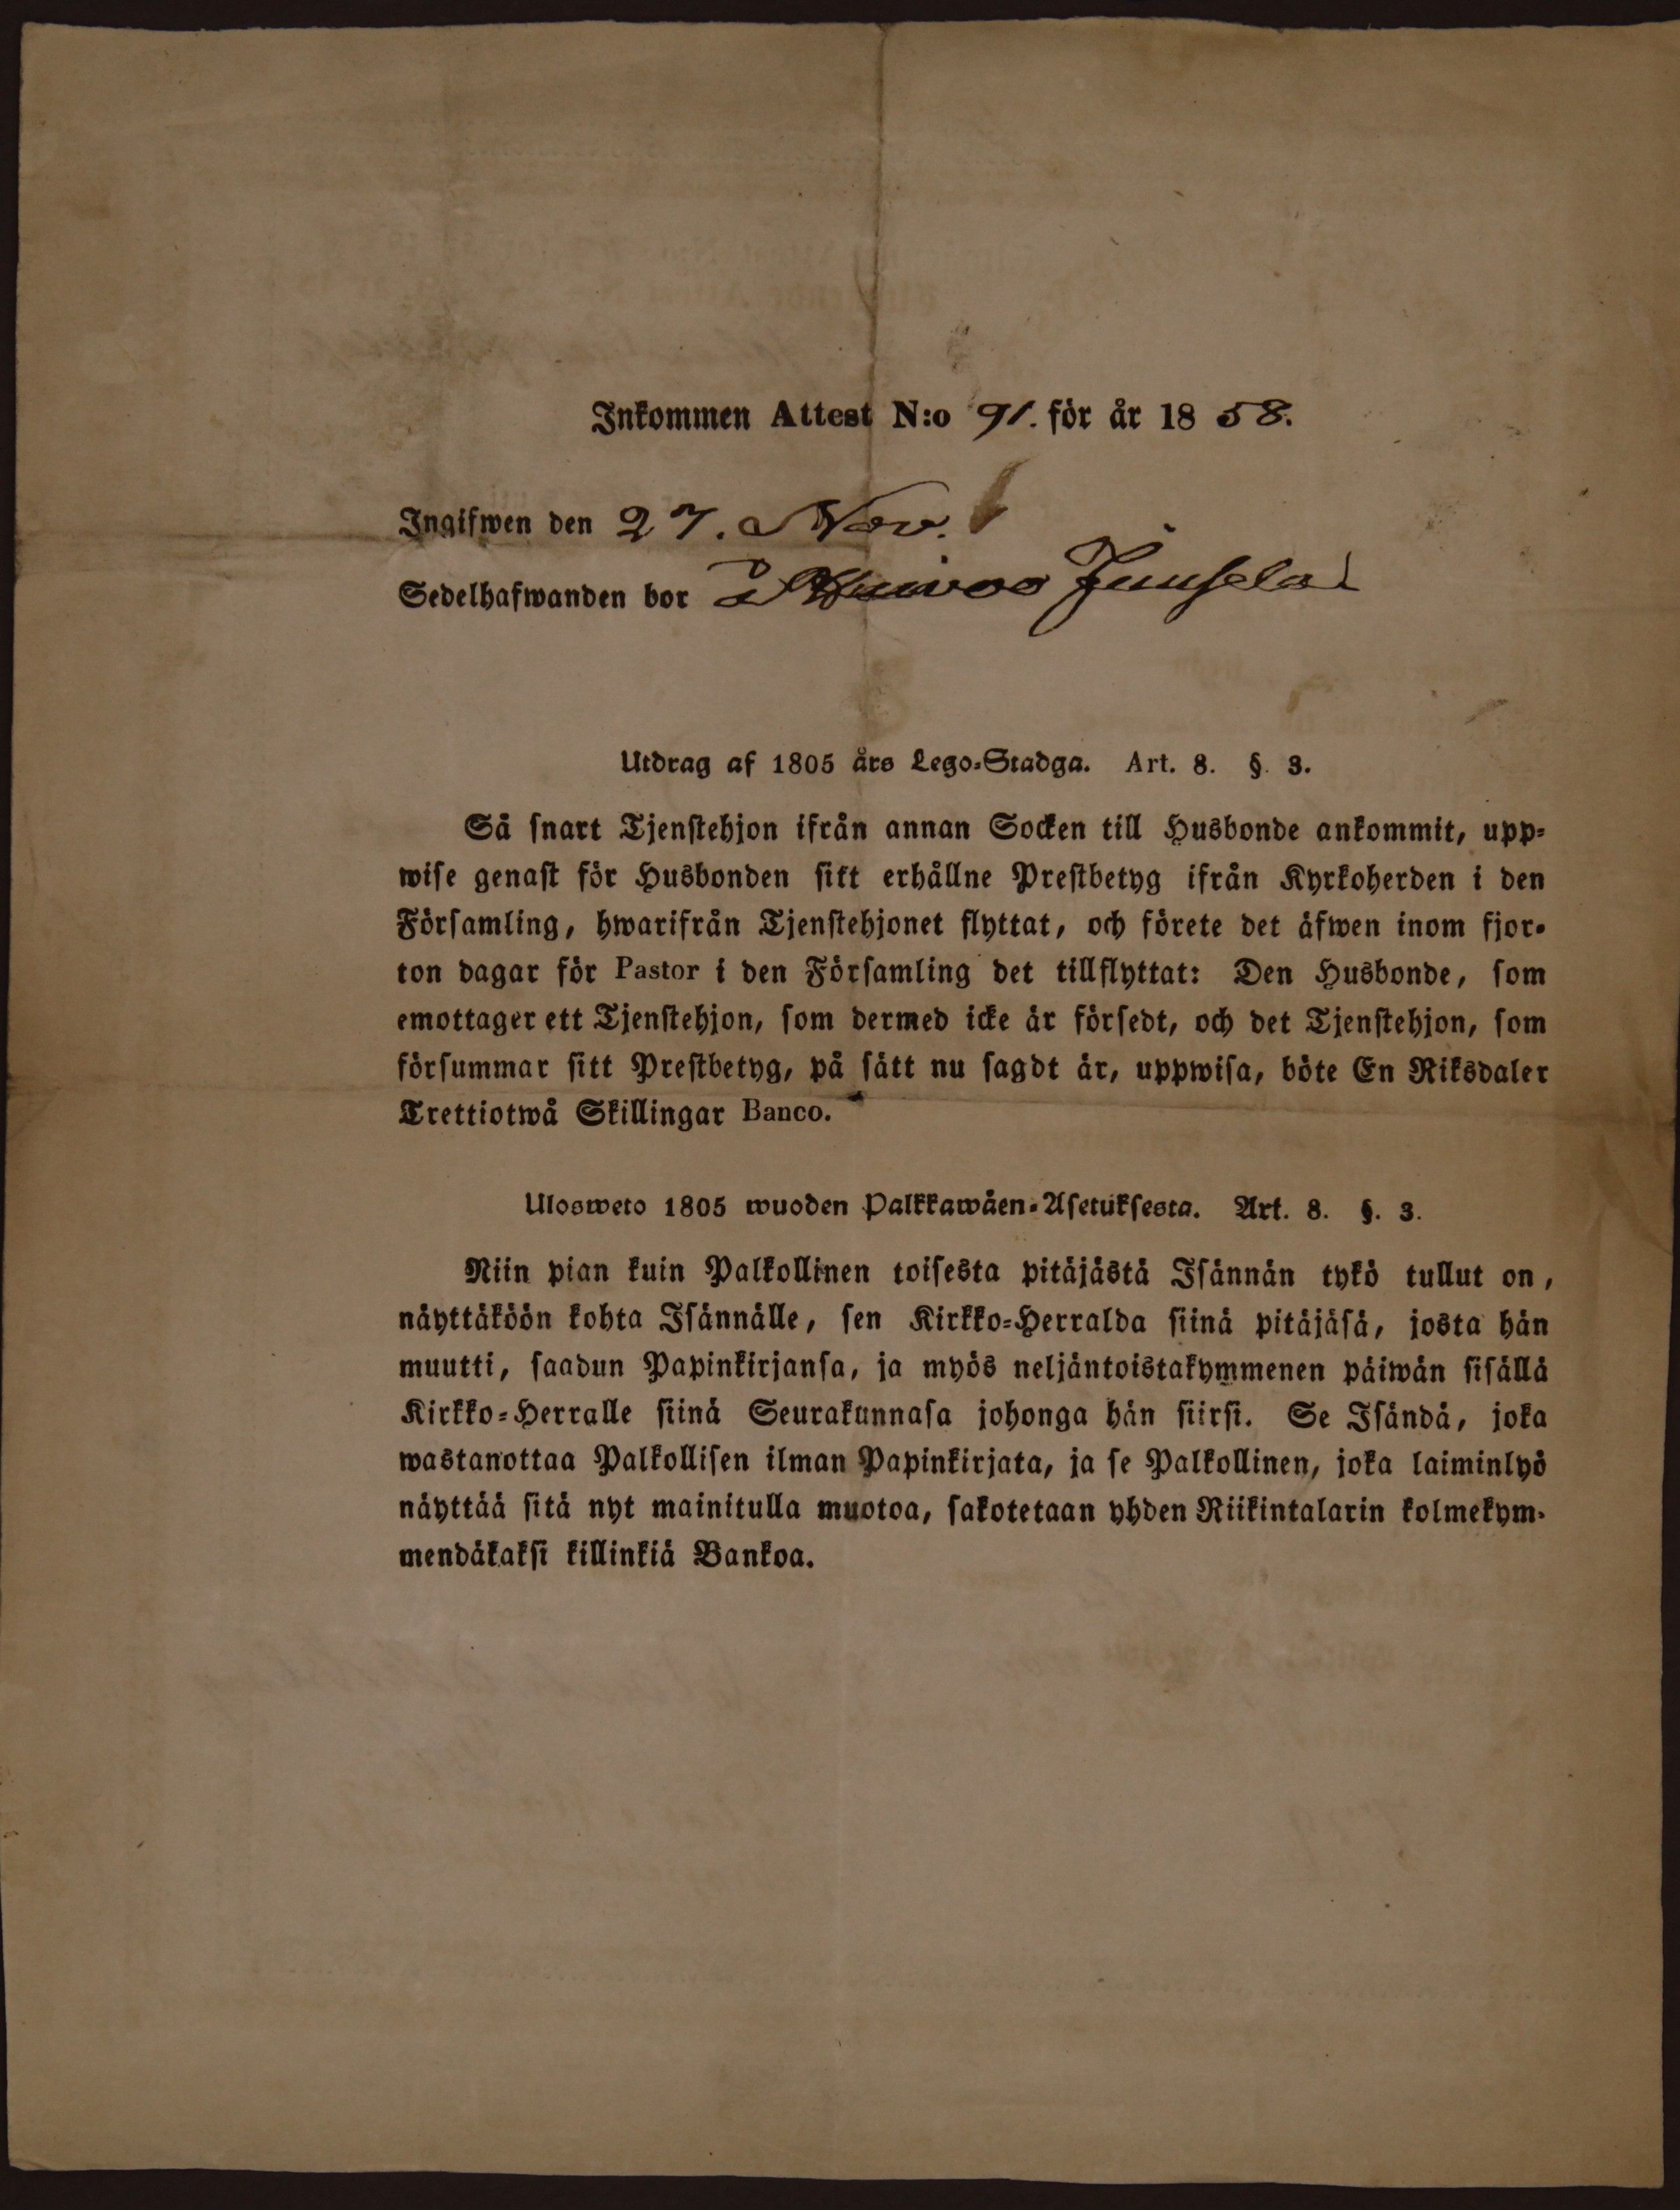 Inkommen Attest N:o 91. för år 1858.
Ingifwen den 27. Nov.
Sedelhafwanden bor å Juusela
Utdrag af 1805 års Lego-Stadga. Art. 8. §. 3.
Så snart Tjenstehjon ifrån annan Socken till Husbonde ankommit, upp-
wise genast för Husbonden sitt erhållne Prestbetyg ifrån Kyrkoherden i den
Församling, hwarifrån Tjenstehjonet flyttat, och förete det äfwen inom fjor-
ton dagar för Pastor i den Församling det tillflyttat: Den Husbonde, som
emottager ett Tjenstehjon, som dermed icke är försedt, och det Tjenstehjon, som
försummar sitt Prestbetyg, på sätt nu sagdt är, uppwisa, böte En Riksdaler
Trettiotwå Skillingar Banco.
Ulosweto 1805 wuoden Palkkawäen-Asetuksesta. Art. 8. §. 3.
Niin pian kuin Palkollinen toisesta pitäjästä Isännän tykö tullut on,
näyttäköön kohta Isännälle, sen Kirkko-Herralda siinä pitäjäsä, josta hän
muutti, saadun Papinkirjansa, ja myös neljäntoistakymmenen päiwän sisällä
Kirkko-Herralle siinä Seurakunnasa johonga hän siirsi. Se Isändä, joka
wastanottaa Palkollisen ilman Papinkirjata, ja se Palkollinen, joka laiminlyö
näyttää sitä nyt mainitulla muotoa, sakotetaan yhden Riikintalarin kolmekym-
mendäkaksi killinkiä Bankoa.